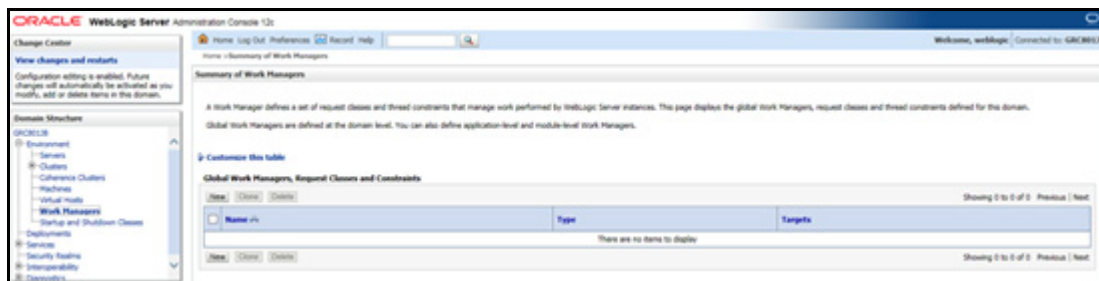 ORACLE WebLogic Server Administration Console 12c
Change Center
View changes and restarts
Configuration editing is enabled. Future
changes will automatically be activated as you
modify, add or delete items in this domain.
Domain Structure
Environment
Servers
Clusters
Coherence Clusters
Machines
Virtual Hosts
Work Managers
Startup and Shutdown Classes
Deployments
Services
Security Realms
Interoperability
Diagnostics
Home Log Out Preferences Record Help
Welcome, weblogic Connected to:
Home >Summary of Work Managers
Summary of Work Managers
A Work Manager defines a set of request classes and thread constraints that manage work performed by WebLogic Server instances. This page displays the global Work Managers, request classes and thread constraints defined for this domain.
Global Work Managers are defined at the domain level. You can also define application-level and module-level Work Managers.
Customize this table
Global Work Managers, Request Classes and Constraints
New Clone Delete Showing 0 to 0 of 0 Previous | Next
Name Type Targets
There are no items to display
New Clone Delete Showing 0 to 0 of 0 Previous | Next